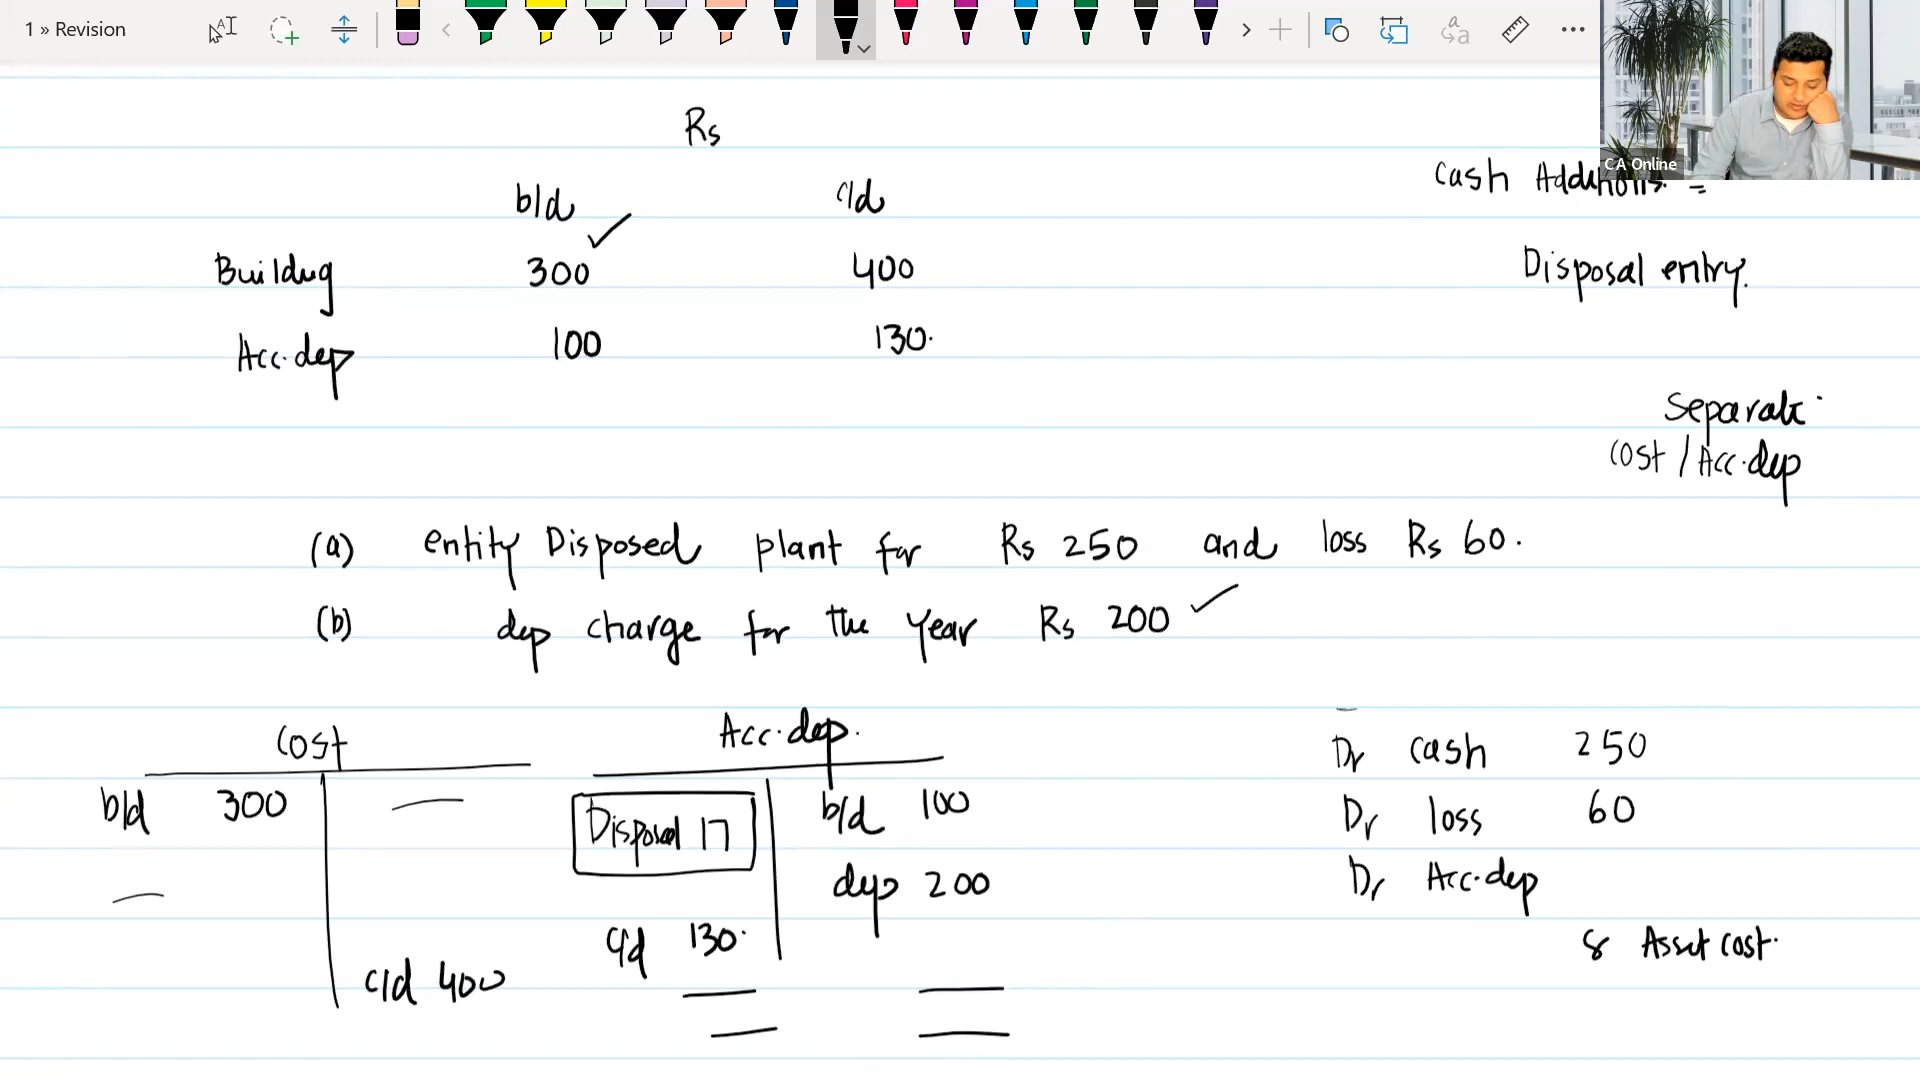 1 » Revision
CA Online
Rs
b/d c/d
Cash Additions. =
Building 300 400
Disposal entry.
Acc.dep 100 130.
Separate
Cost / Acc.dep
(a) entity Disposed plant for Rs 250 and loss Rs 60.
(b) dep charge for the year Rs 200
Cost
b/d 300
c/d 400
Acc.dep.
Disposal 17 b/d 100
dep 200
c/d 130.
Dr cash 250
Dr loss 60
Dr Acc.dep
Asset cost.